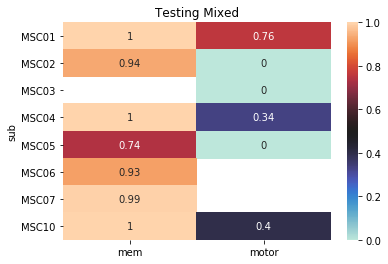 Testing Mixed
sub
MSC01 1 0.76
MSC02 0.94 0
MSC03 0
MSC04 1 0.34
MSC05 0.74 0
MSC06 0.93
MSC07 0.99
MSC10 1 0.4
mem motor
1.0
0.8
0.6
0.4
0.2
0.0